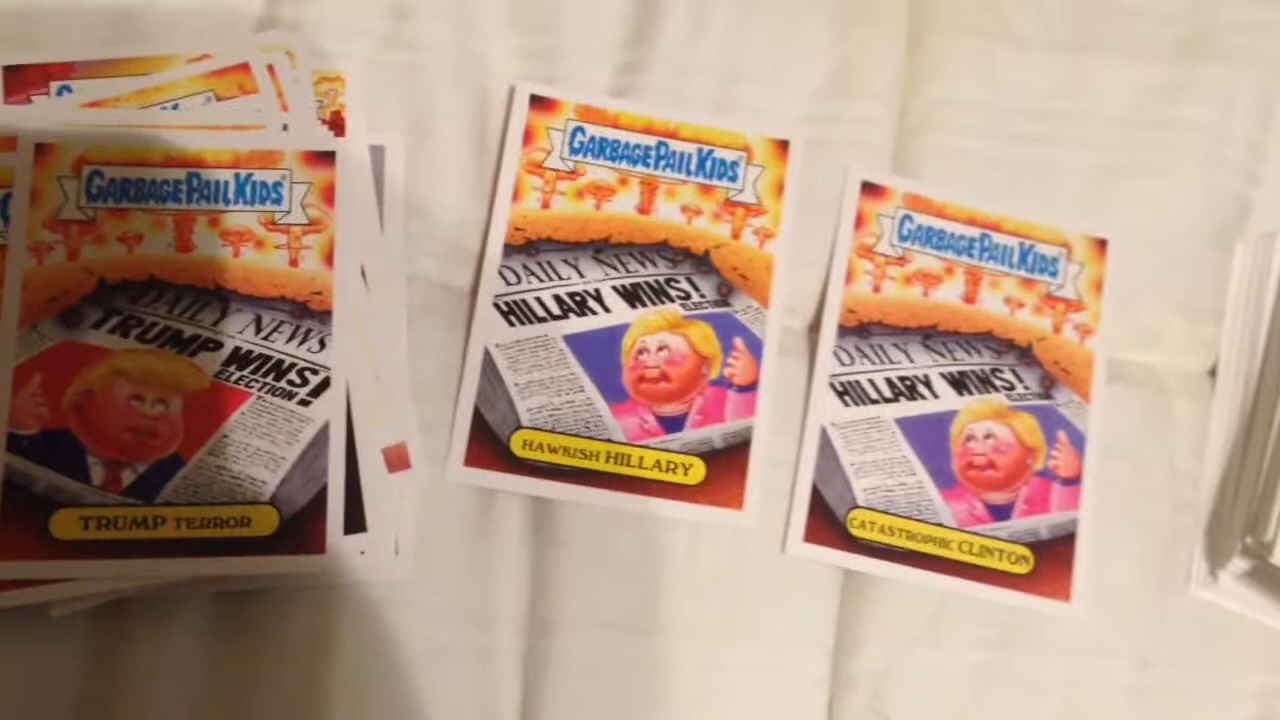 GARBAGE PAIL KIDS
DAILY NEWS
TRUMP WINS!
ELECTION
TRUMP TERROR
GARBAGE PAIL KIDS
DAILY NEWS
HILLARY WINS!
ELECTION
HAWKISH HILLARY
GARBAGE PAIL KIDS
DAILY NEWS
HILLARY WINS!
ELECTION
CATASTROPHIC CLINTON